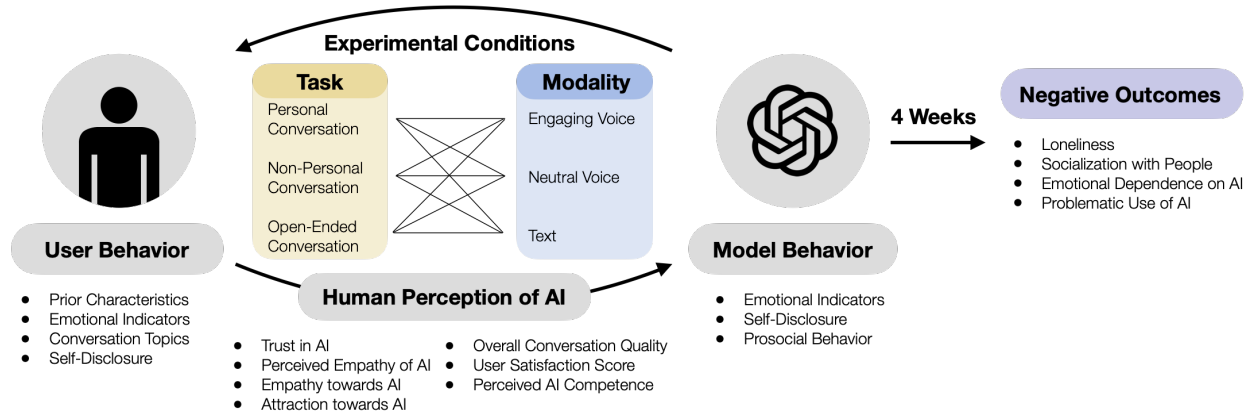 Experimental Conditions
Task
Personal
Conversation
Non-Personal
Conversation
Open-Ended
Conversation
Modality
Engaging Voice
Neutral Voice
Text
User Behavior
Prior Characteristics
Emotional Indicators
Conversation Topics
Self-Disclosure
Human Perception of AI
Trust in AI
Perceived Empathy of AI
Empathy towards AI
Attraction towards AI
Overall Conversation Quality
User Satisfaction Score
Perceived AI Competence
Model Behavior
Emotional Indicators
Self-Disclosure
Prosocial Behavior
4 Weeks
Negative Outcomes
Loneliness
Socialization with People
Emotional Dependence on AI
Problematic Use of AI